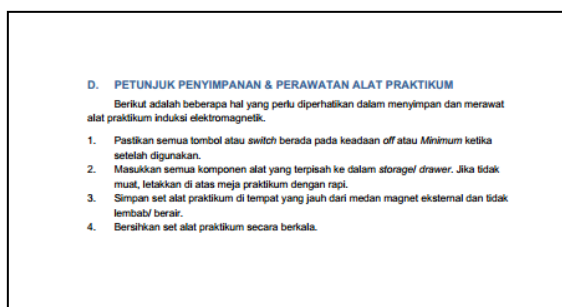 D. PETUNJUK PENYIMPANAN & PERAWATAN ALAT PRAKTIKUM
Berikut adalah beberapa hal yang perlu diperhatikan dalam menyimpan dan merawat
alat praktikum induksi elektromagnetik.
1. Pastikan semua tombol atau switch berada pada keadaan off atau Minimum ketika
setelah digunakan.
2. Masukkan semua komponen alat yang terpisah ke dalam storage/ drawer. Jika tidak
muat, letakkan di atas meja praktikum dengan rapi.
3. Simpan set alat praktikum di tempat yang jauh dari medan magnet eksternal dan tidak
lembab/ berair.
4. Bersihkan set alat praktikum secara berkala.